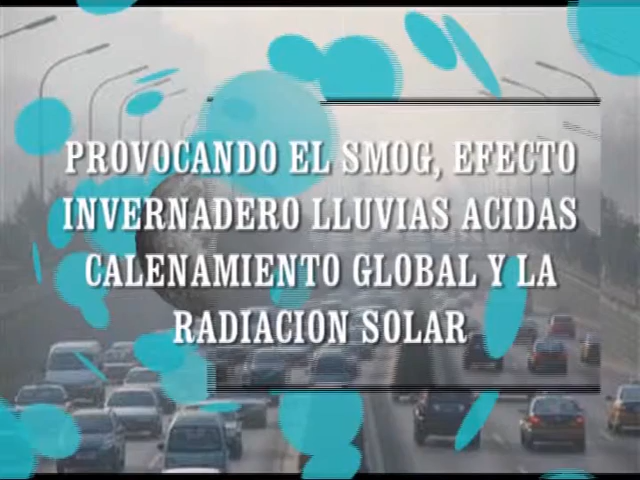 PROVOCANDO EL SMOG, EFECTO
INVERNADERO LLUVIAS ACIDAS
CALENAMIENTO GLOBAL Y LA
RADIACION SOLAR